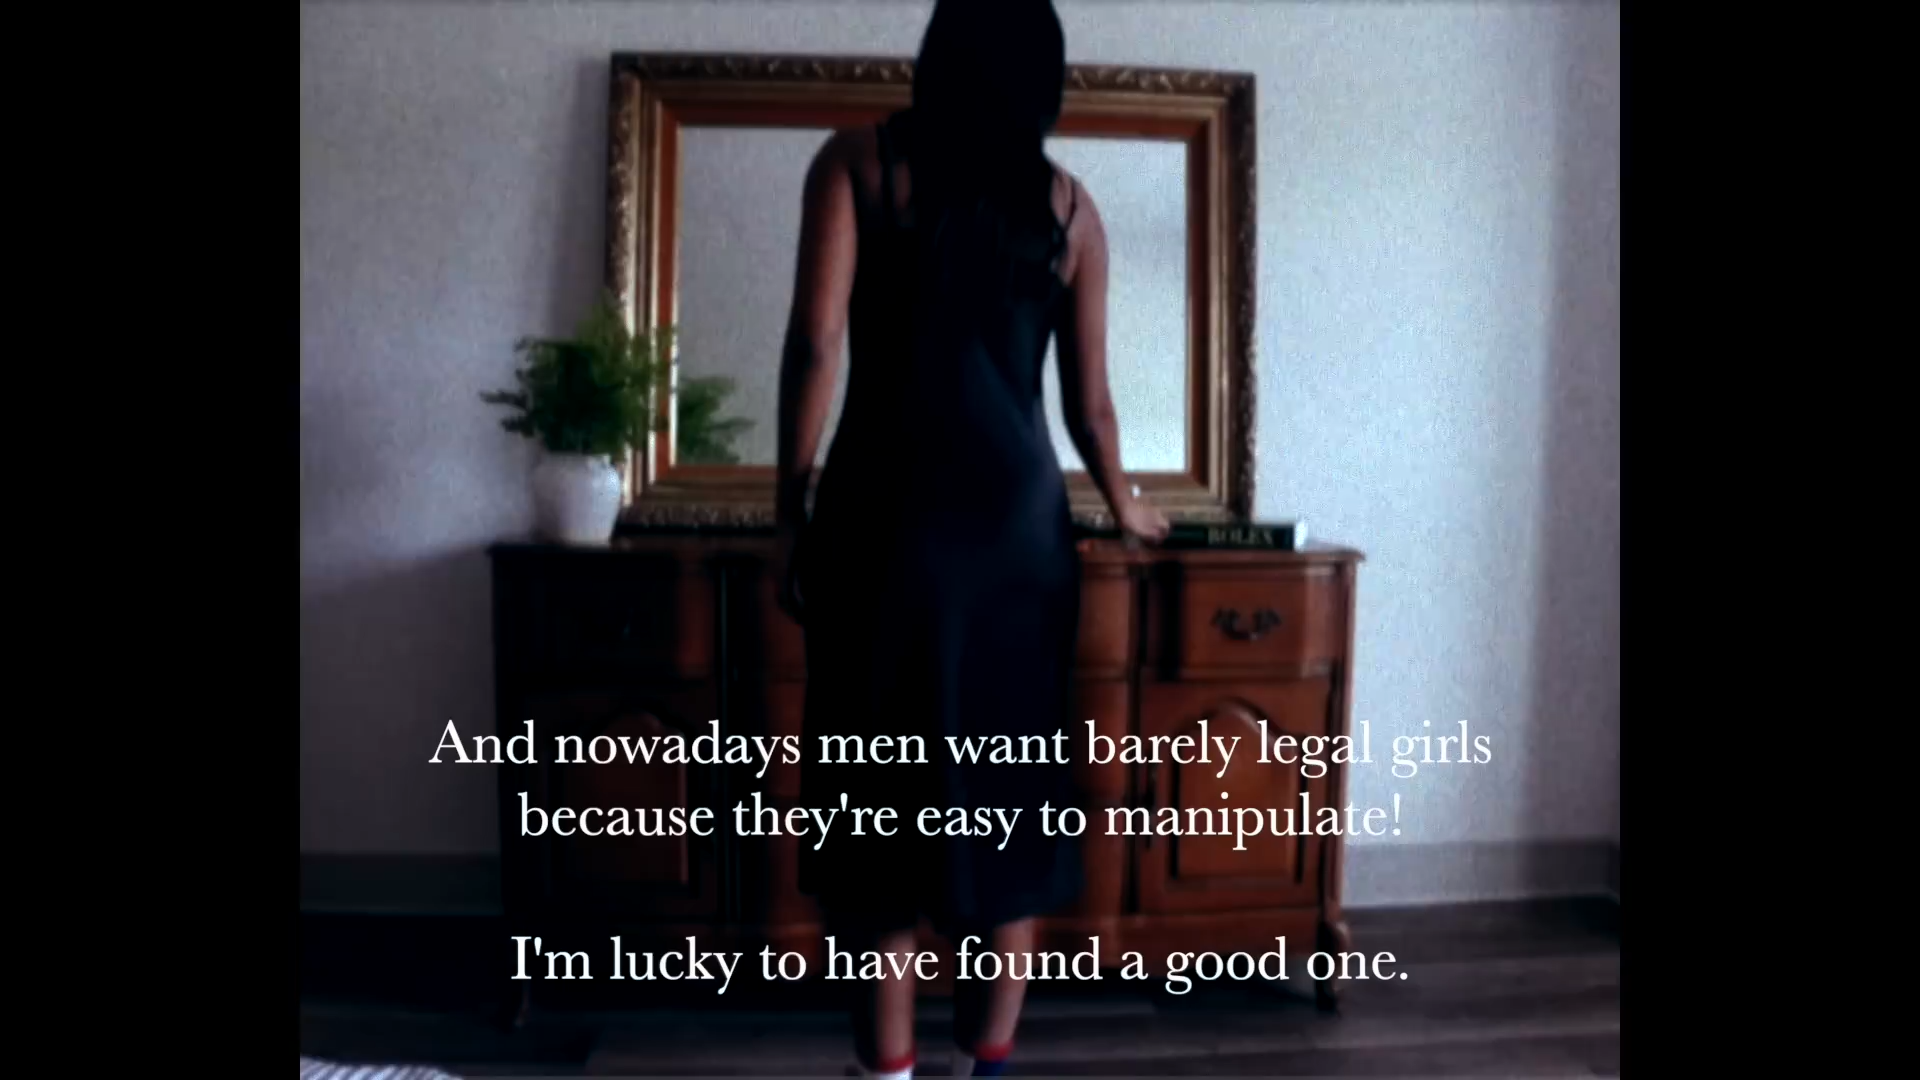 ROLEX
And nowadays men want barely legal girls
because they're easy to manipulate!
I'm lucky to have found a good one.